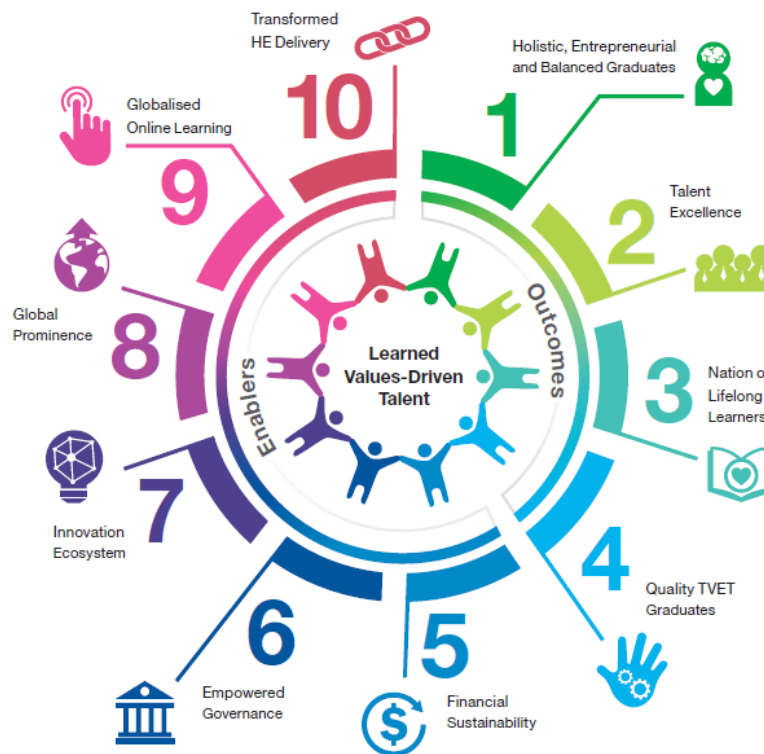 Transformed
HE Delivery
10
Holistic, Entrepreneurial
and Balanced Graduates
1
Talent
Excellence
2
Nation o
Lifelong
Learners
3
Quality TVET
Graduates
4
Financial
Sustainability
5
$
Empowered
Governance
6
Innovation
Ecosystem
7
Global
Prominence
8
Globalised
Online Learning
9
Enablers
Outcomes
Learned
Values-Driven
Talent